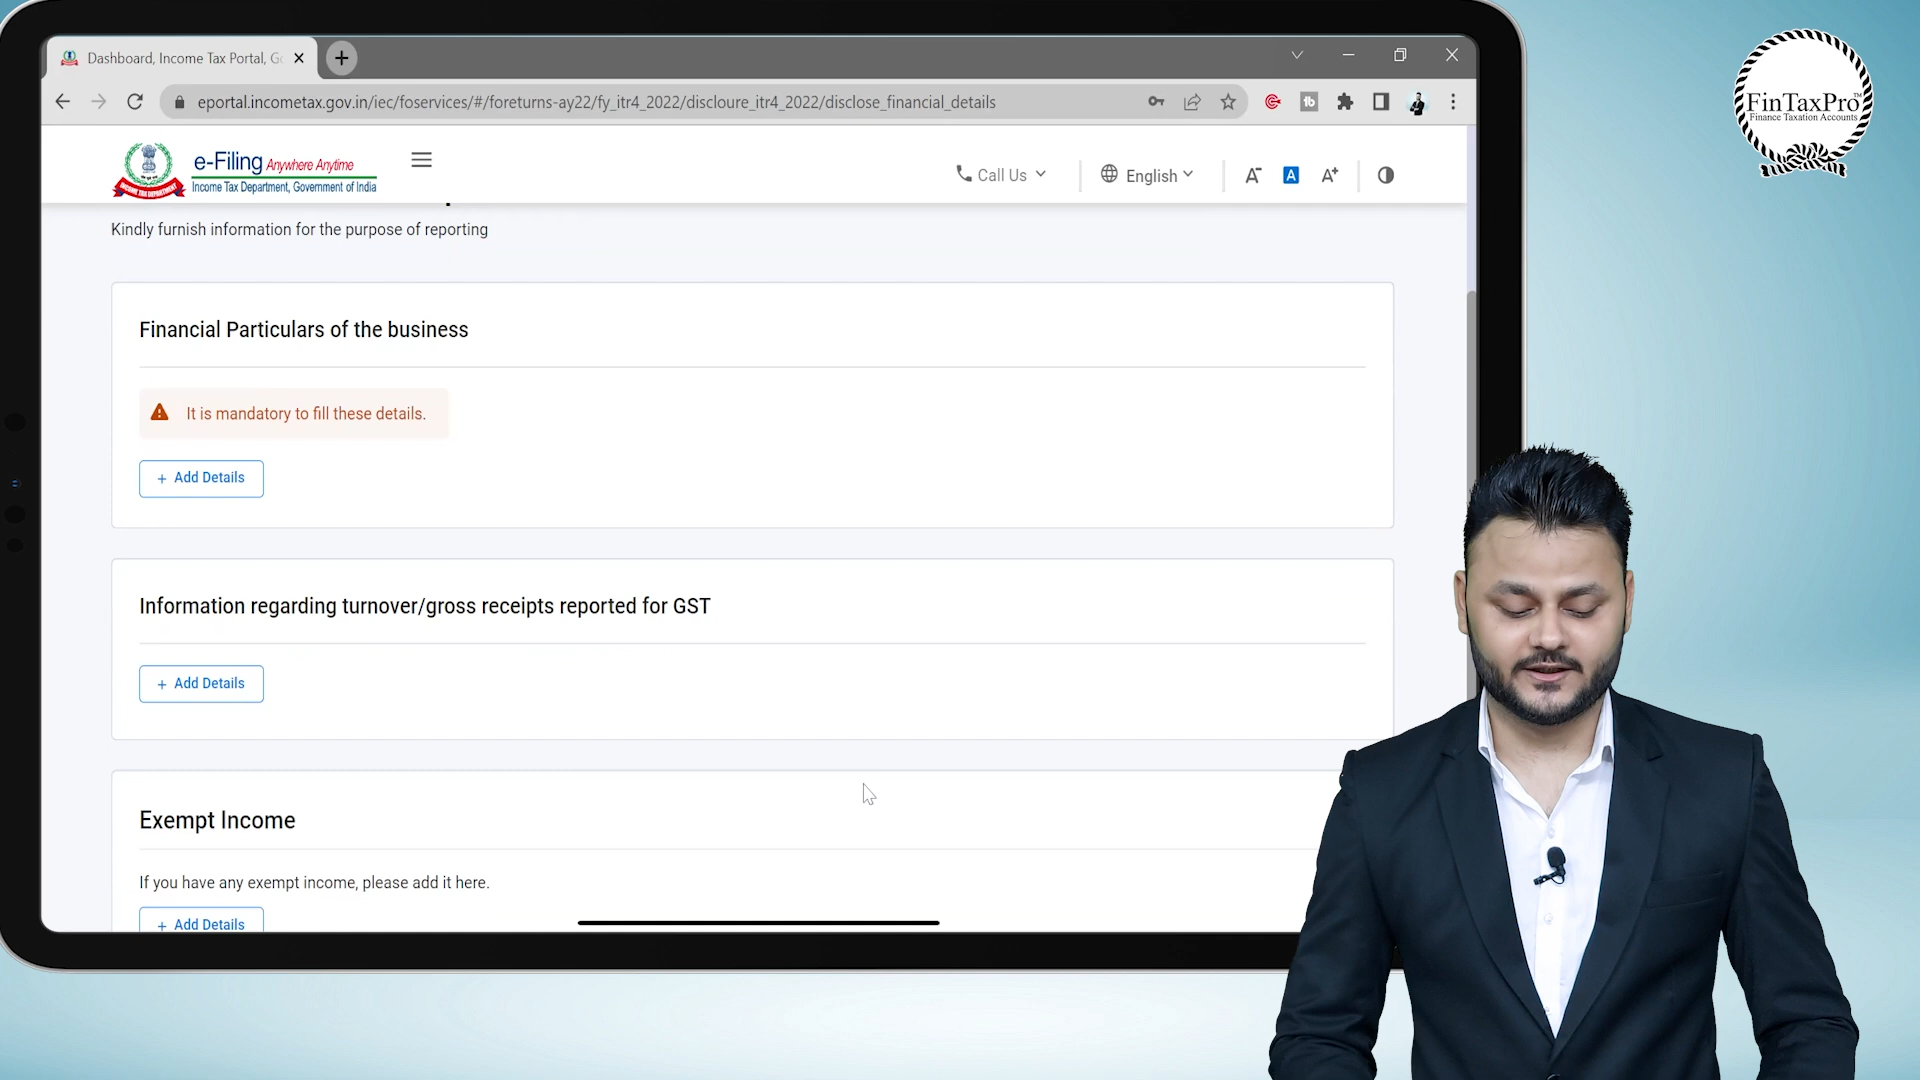 Dashboard, Income Tax Portal, G
eportal.incometax.gov.in/iec/foservices/#/foreturns-ay22/fy_itr4_2022/discloure_itr4_2022/disclose_financial_details
FinTaxPro™
Finance Taxation Accounts
e-Filing Anywhere Anytime
Income Tax Department, Government of India
INCOME TAX DEPARTMENT
Call Us
English
A-
A
A+
Kindly furnish information for the purpose of reporting
Financial Particulars of the business
It is mandatory to fill these details.
+ Add Details
Information regarding turnover/gross receipts reported for GST
+ Add Details
Exempt Income
If you have any exempt income, please add it here.
+ Add Details